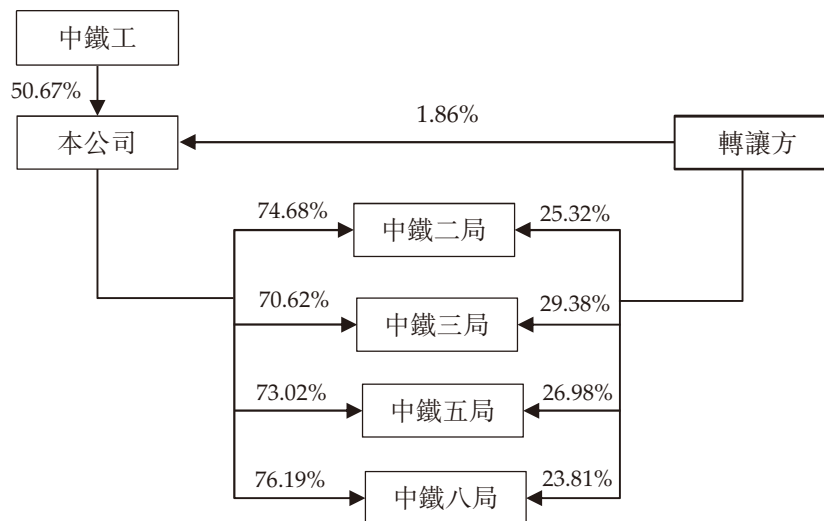 中鐵工
50.67%
1.86%
本公司
轉讓方
74.68%
中鐵二局
25.32%
70.62%
中鐵三局
29.38%
73.02%
中鐵五局
26.98%
76.19%
中鐵八局
23.81%